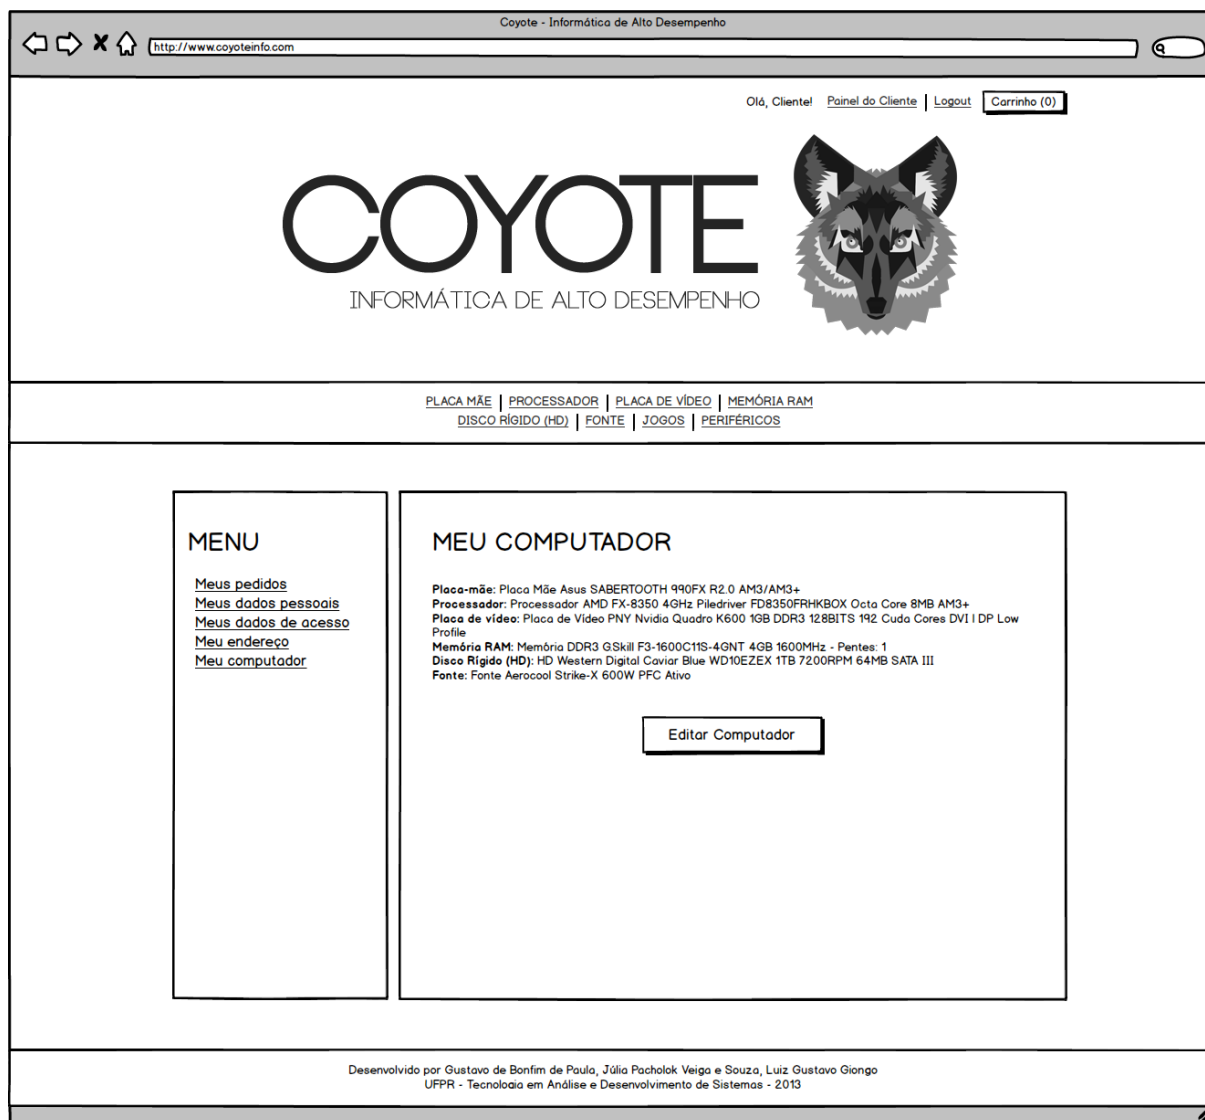 Coyote - Informática de Alto Desempenho
http://www.coyoteinfo.com
Olá, Cliente! Painel do Cliente | Logout Carrinho (0)
COYOTE
INFORMÁTICA DE ALTO DESEMPENHO
PLACA MÃE | PROCESSADOR | PLACA DE VÍDEO | MEMÓRIA RAM
DISCO RÍGIDO (HD) | FONTE | JOGOS | PERIFÉRICOS
MENU
Meus pedidos
Meus dados pessoais
Meus dados de acesso
Meu endereço
Meu computador
MEU COMPUTADOR
Placa-mãe: Placa Mãe Asus SABERTOOTH 990FX R2.0 AM3/AM3+
Processador: Processador AMD FX-8350 4GHz Piledriver FD8350FRHKBOX Octa Core 8MB AM3+
Placa de vídeo: Placa de Vídeo PNY Nvidia Quadro K600 1GB DDR3 128BITS 192 Cuda Cores DVI I DP Low
Profile
Memória RAM: Memória DDR3 G.Skill F3-1600C11S-4GNT 4GB 1600MHz - Pentes: 1
Disco Rígido (HD): HD Western Digital Caviar Blue WD10EZEX 1TB 7200RPM 64MB SATA III
Fonte: Fonte Aerocool Strike-X 600W PFC Ativo
Editar Computador
Desenvolvido por Gustavo de Bonfim de Paula, Júlia Pacholok Veiga e Souza, Luiz Gustavo Giongo
UFPR - Tecnologia em Análise e Desenvolvimento de Sistemas - 2013